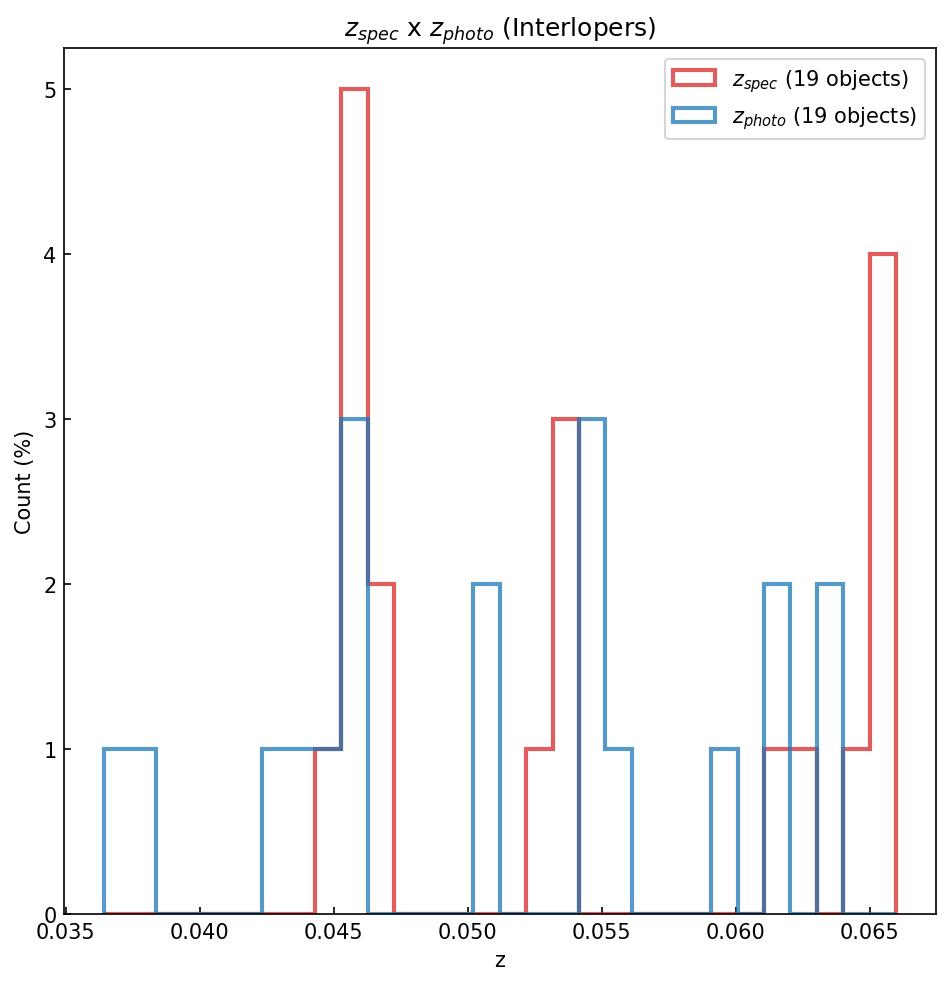 z_spec x z_photo (Interlopers)
z_spec (19 objects)
z_photo (19 objects)
Count (%)
5
4
3
2
1
0
0.035 0.040 0.045 0.050 0.055 0.060 0.065
z